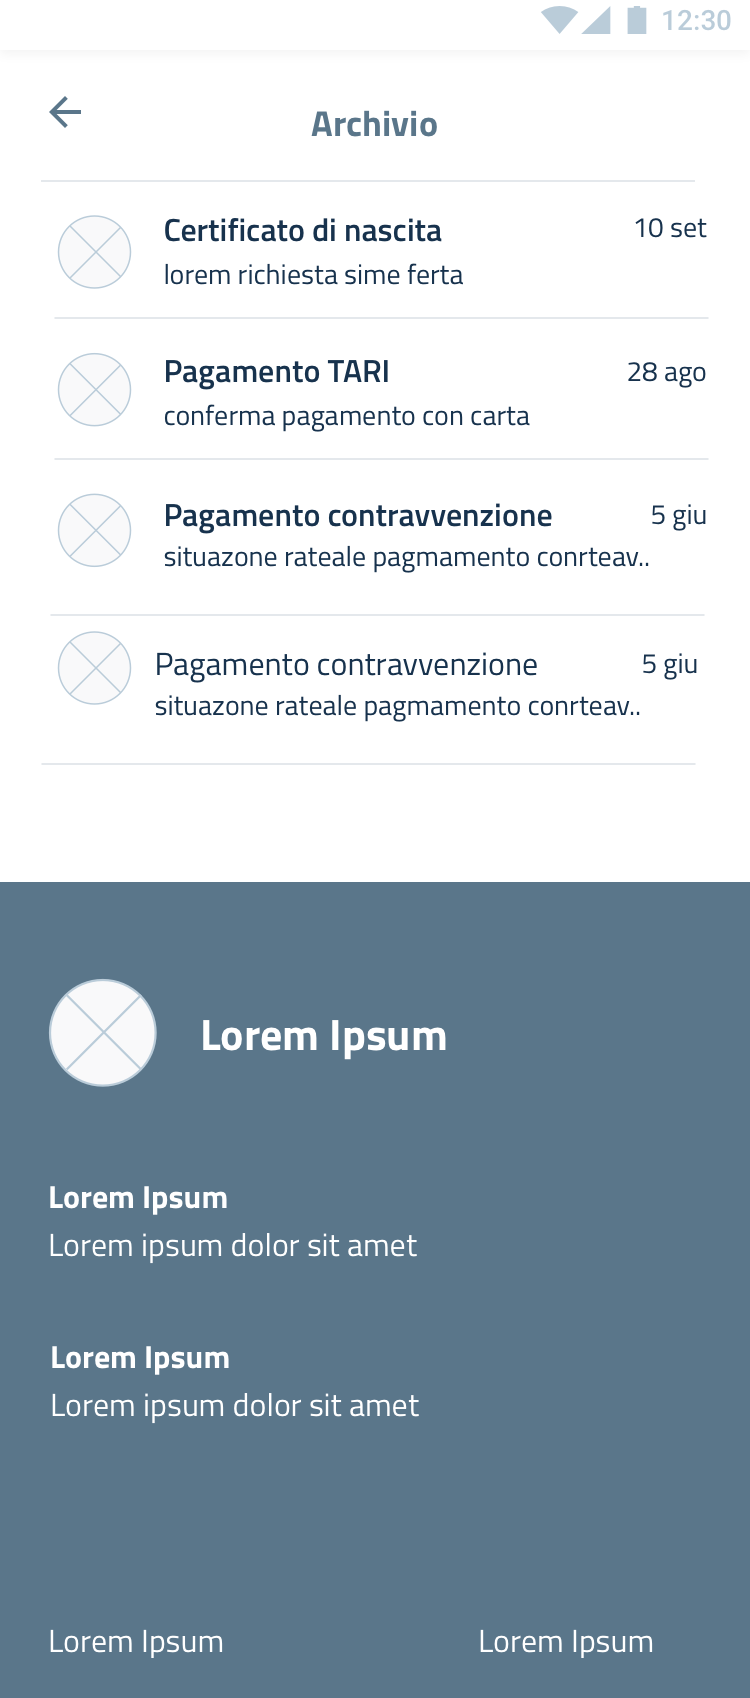 12:30
Archivio
Certificato di nascita 10 set
lorem richiesta sime ferta
Pagamento TARI 28 ago
conferma pagamento con carta
Pagamento contravvenzione 5 giu
situazone rateale pagmamento conrteav..
Pagamento contravvenzione 5 giu
situazone rateale pagmamento conrteav..
Lorem Ipsum
Lorem Ipsum
Lorem ipsum dolor sit amet
Lorem Ipsum
Lorem ipsum dolor sit amet
Lorem Ipsum Lorem Ipsum